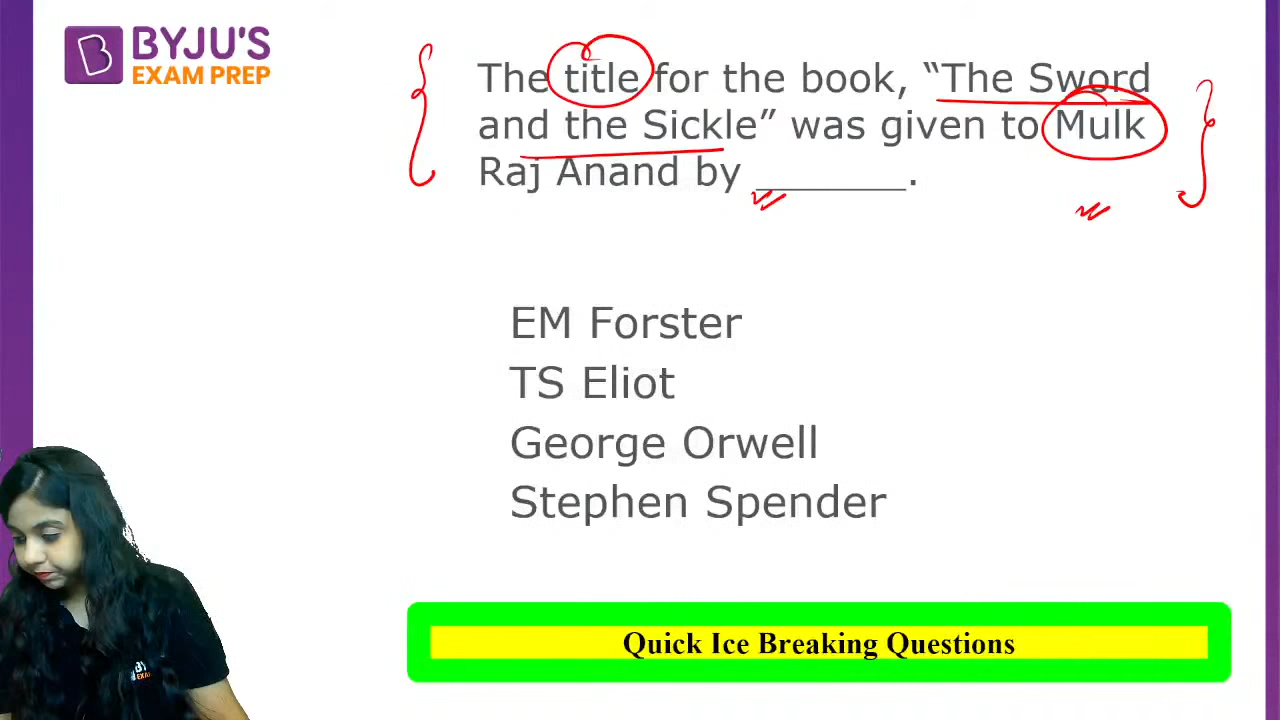 BYJU'S
EXAM PREP
The title for the book, “The Sword
and the Sickle” was given to Mulk
Raj Anand by ______.
EM Forster
TS Eliot
George Orwell
Stephen Spender
Quick Ice Breaking Questions